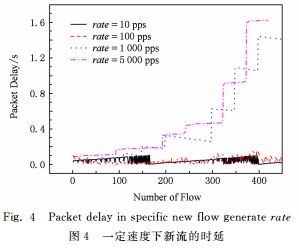 rate = 10 pps
rate = 100 pps
rate = 1 000 pps
rate = 5 000 pps
Packet Delay/s
1.6
1.2
0.8
0.4
0.0
0 100 200 300 400
Number of Flow
Fig. 4 Packet delay in specific new flow generate rate
图 4 一定速度下新流的时延